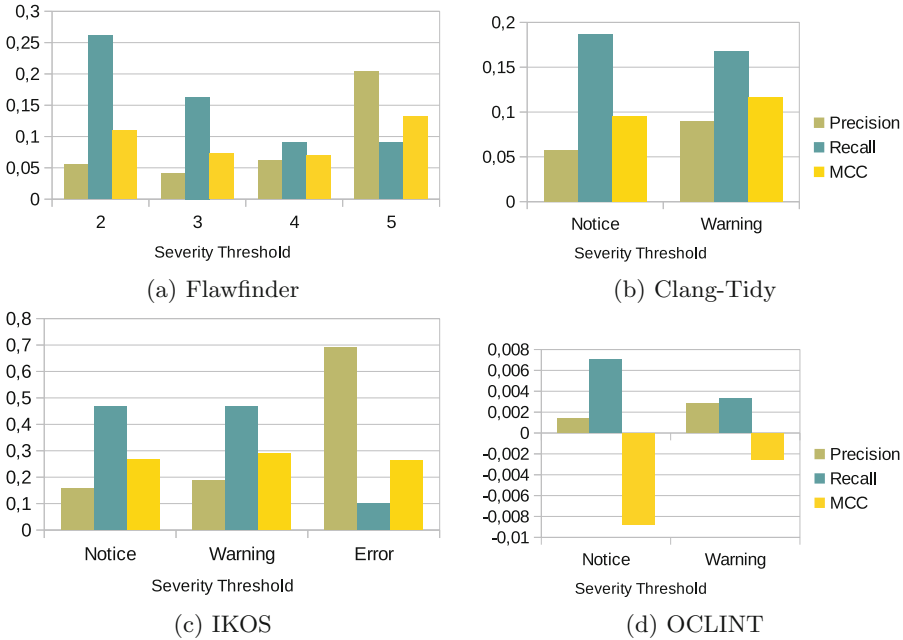 0,3
0,25
0,2
0,15
0,1
0,05
0
2 3 4 5
Severity Threshold
(a) Flawfinder
0,2
0,15
0,1
0,05
0
Notice Warning
Severity Threshold
Precision
Recall
MCC
(b) Clang-Tidy
0,8
0,7
0,6
0,5
0,4
0,3
0,2
0,1
0
Notice Warning Error
Severity Threshold
(c) IKOS
0,008
0,006
0,004
0,002
0
-0,002
-0,004
-0,006
-0,008
-0,01
Notice Warning
Severity Threshold
Precision
Recall
MCC
(d) OCLINT